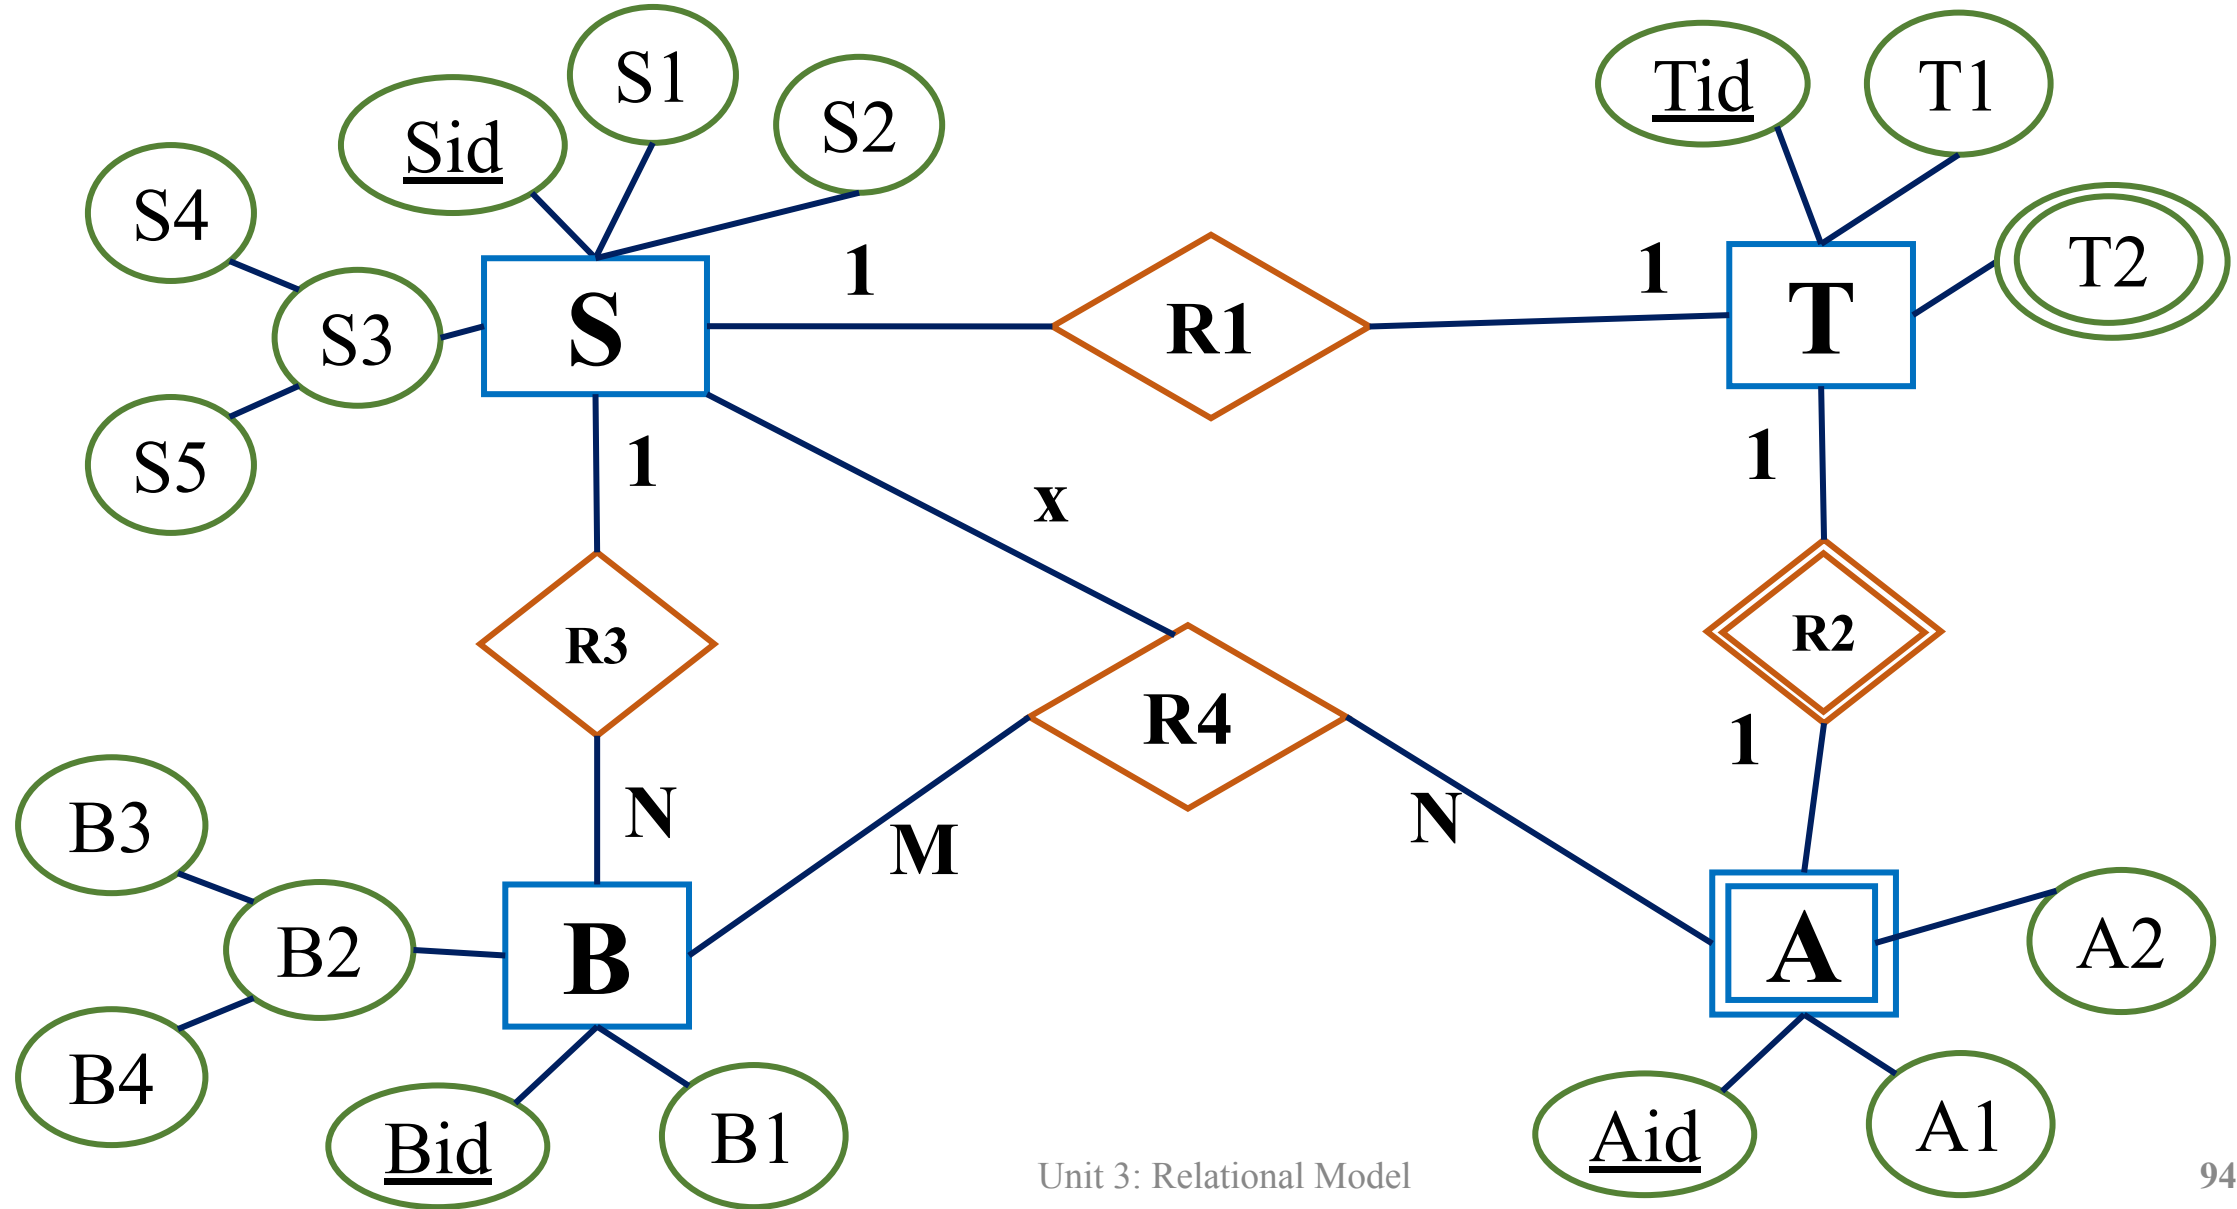 S1
S2
Sid
Tid
T1
S4
T2
S3
S
1
R1
1
T
S5
1
x
1
R3
R2
R4
1
B3
N
M
N
B2
B
A
A2
B4
Bid
B1
Aid
A1
Unit 3: Relational Model
94